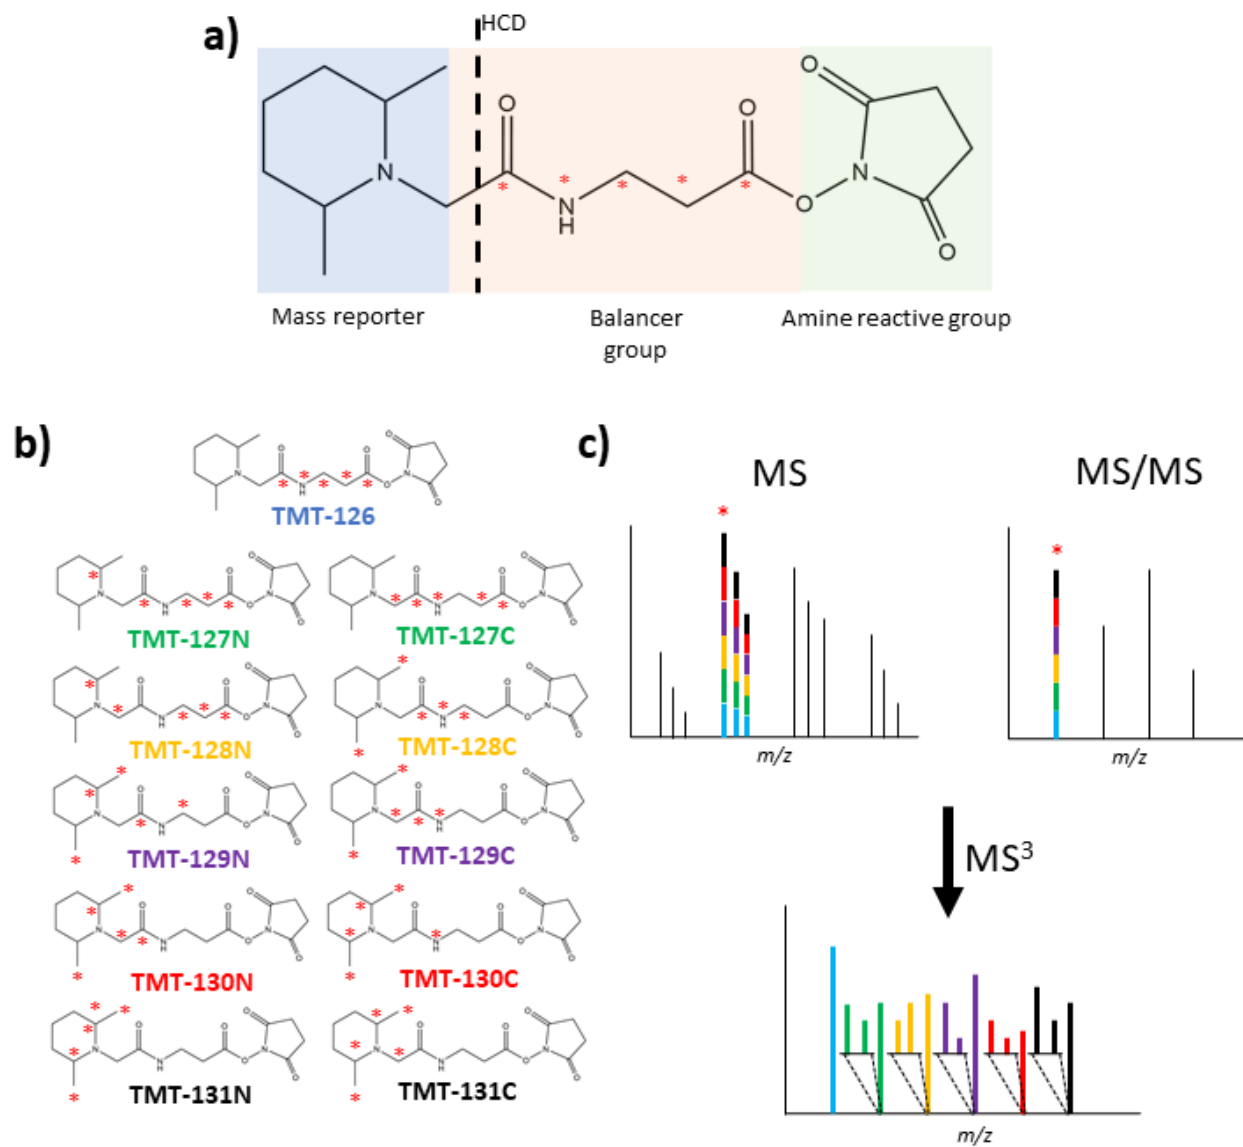 a)
HCD
O
O
O
N
*
*
*
*
*
N
H
O
N
O
Mass reporter
Balancer
group
Amine reactive group
b)
TMT-126
TMT-127N
TMT-127C
TMT-128N
TMT-128C
TMT-129N
TMT-129C
TMT-130N
TMT-130C
TMT-131N
TMT-131C
c)
MS
MS/MS
*
*
m/z
m/z
MS³
m/z